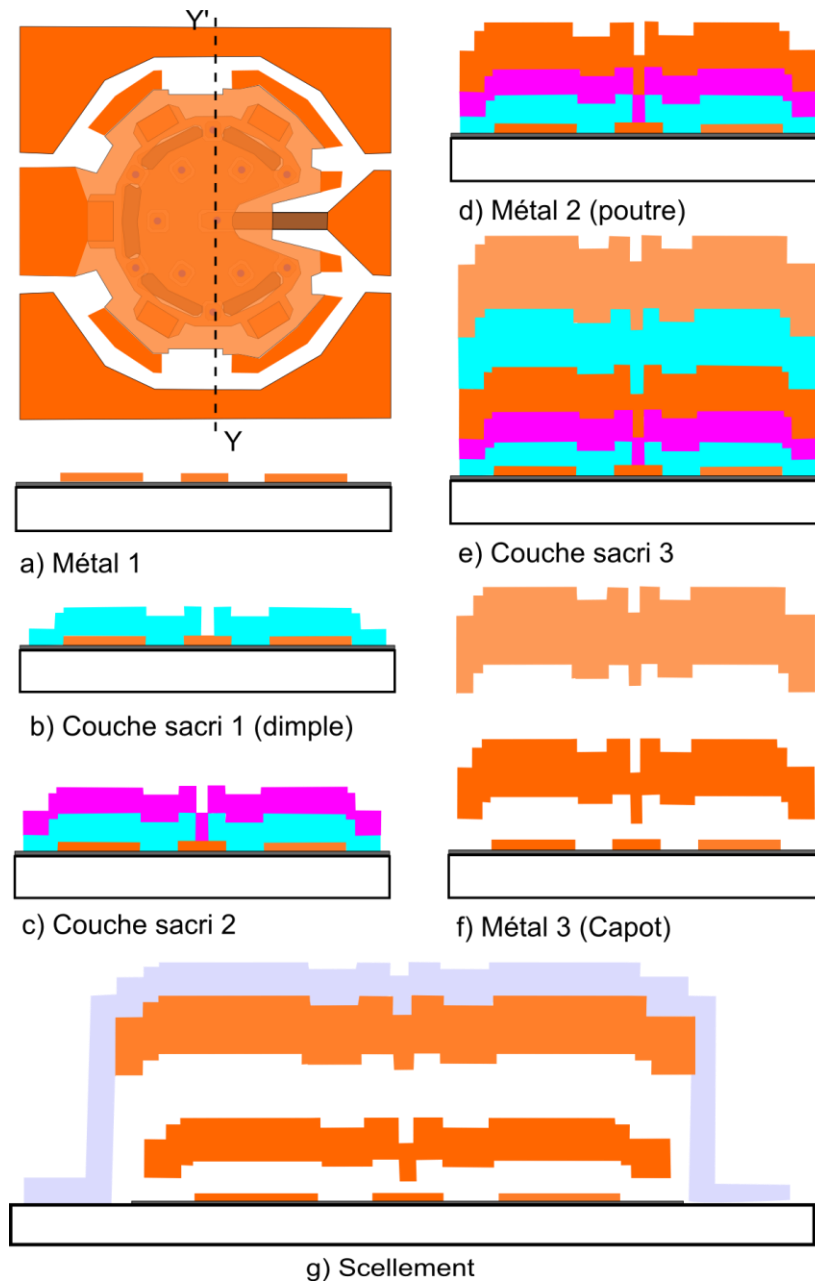 Y'
Y
a) Métal 1
b) Couche sacri 1 (dimple)
c) Couche sacri 2
d) Métal 2 (poutre)
e) Couche sacri 3
f) Métal 3 (Capot)
g) Scellement